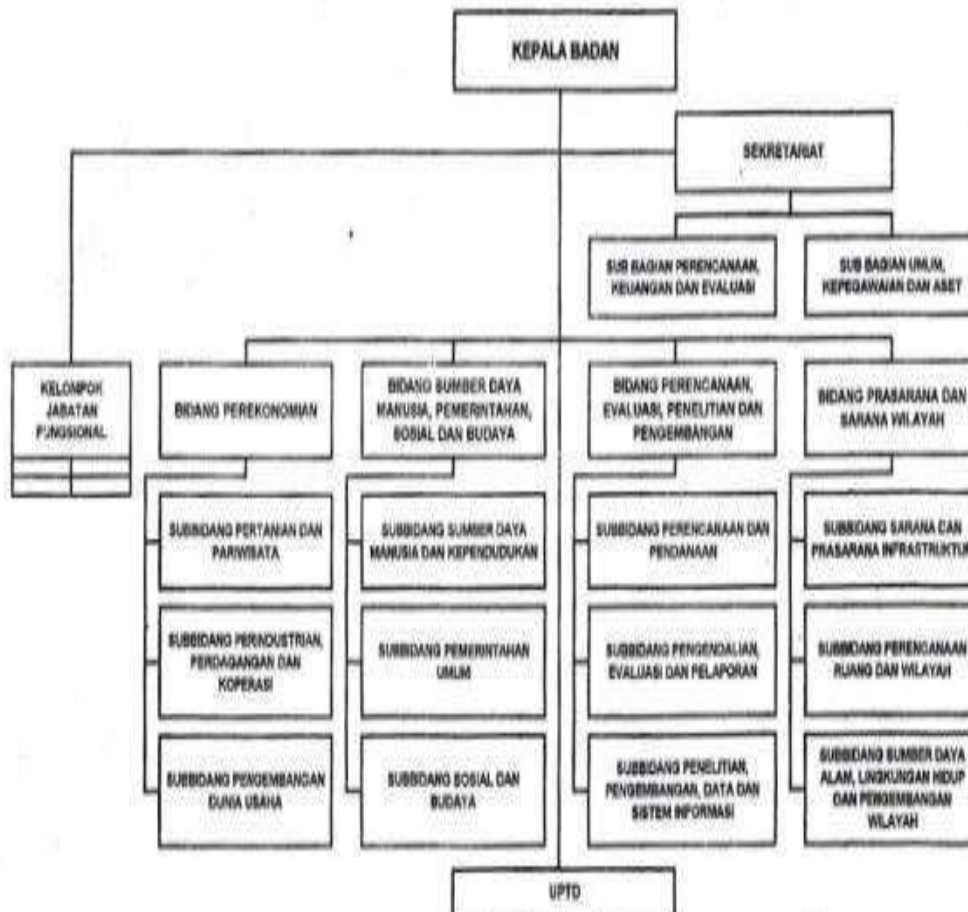 KEPALA BADAN
SEKRETARIAT
SUB BAGIAN PERENCANAAN,
KEUANGAN DAN EVALUASI
SUB BAGIAN UMUM,
KEPEGAWAIAN DAN ASET
KELOMPOK
JABATAN
FUNGSIONAL
BIDANG PEREKONOMIAN
BIDANG SUMBER DAYA
MANUSIA, PEMERINTAHAN,
SOSIAL DAN BUDAYA
BIDANG PERENCANAAN,
EVALUASI, PENELITIAN DAN
PENGEMBANGAN
BIDANG PRASARANA DAN
SARANA WILAYAH
SUBBIDANG PERTANIAN DAN
PARIWISATA
SUBBIDANG SUMBER DAYA
MANUSIA DAN KEPENDUDUKAN
SUBBIDANG PERENCANAAN DAN
PENDANAAN
SUBBIDANG SARANA DAN
PRASARANA INFRASTRUKTUR
SUBBIDANG PERINDUSTRIAN,
PERDAGANGAN DAN
KOPERASI
SUBBIDANG PEMERINTAHAN
UMUM
SUBBIDANG PENGENDALIAN,
EVALUASI DAN PELAPORAN
SUBBIDANG PERENCANAAN
RUANG DAN WILAYAH
SUBBIDANG PENGEMBANGAN
DUNIA USAHA
SUBBIDANG SOSIAL DAN
BUDAYA
SUBBIDANG PENELITIAN,
PENGEMBANGAN, DATA DAN
SISTEM INFORMASI
SUBBIDANG SUMBER DAYA
ALAM, LINGKUNGAN HIDUP
DAN PENGEMBANGAN
WILAYAH
UPTD